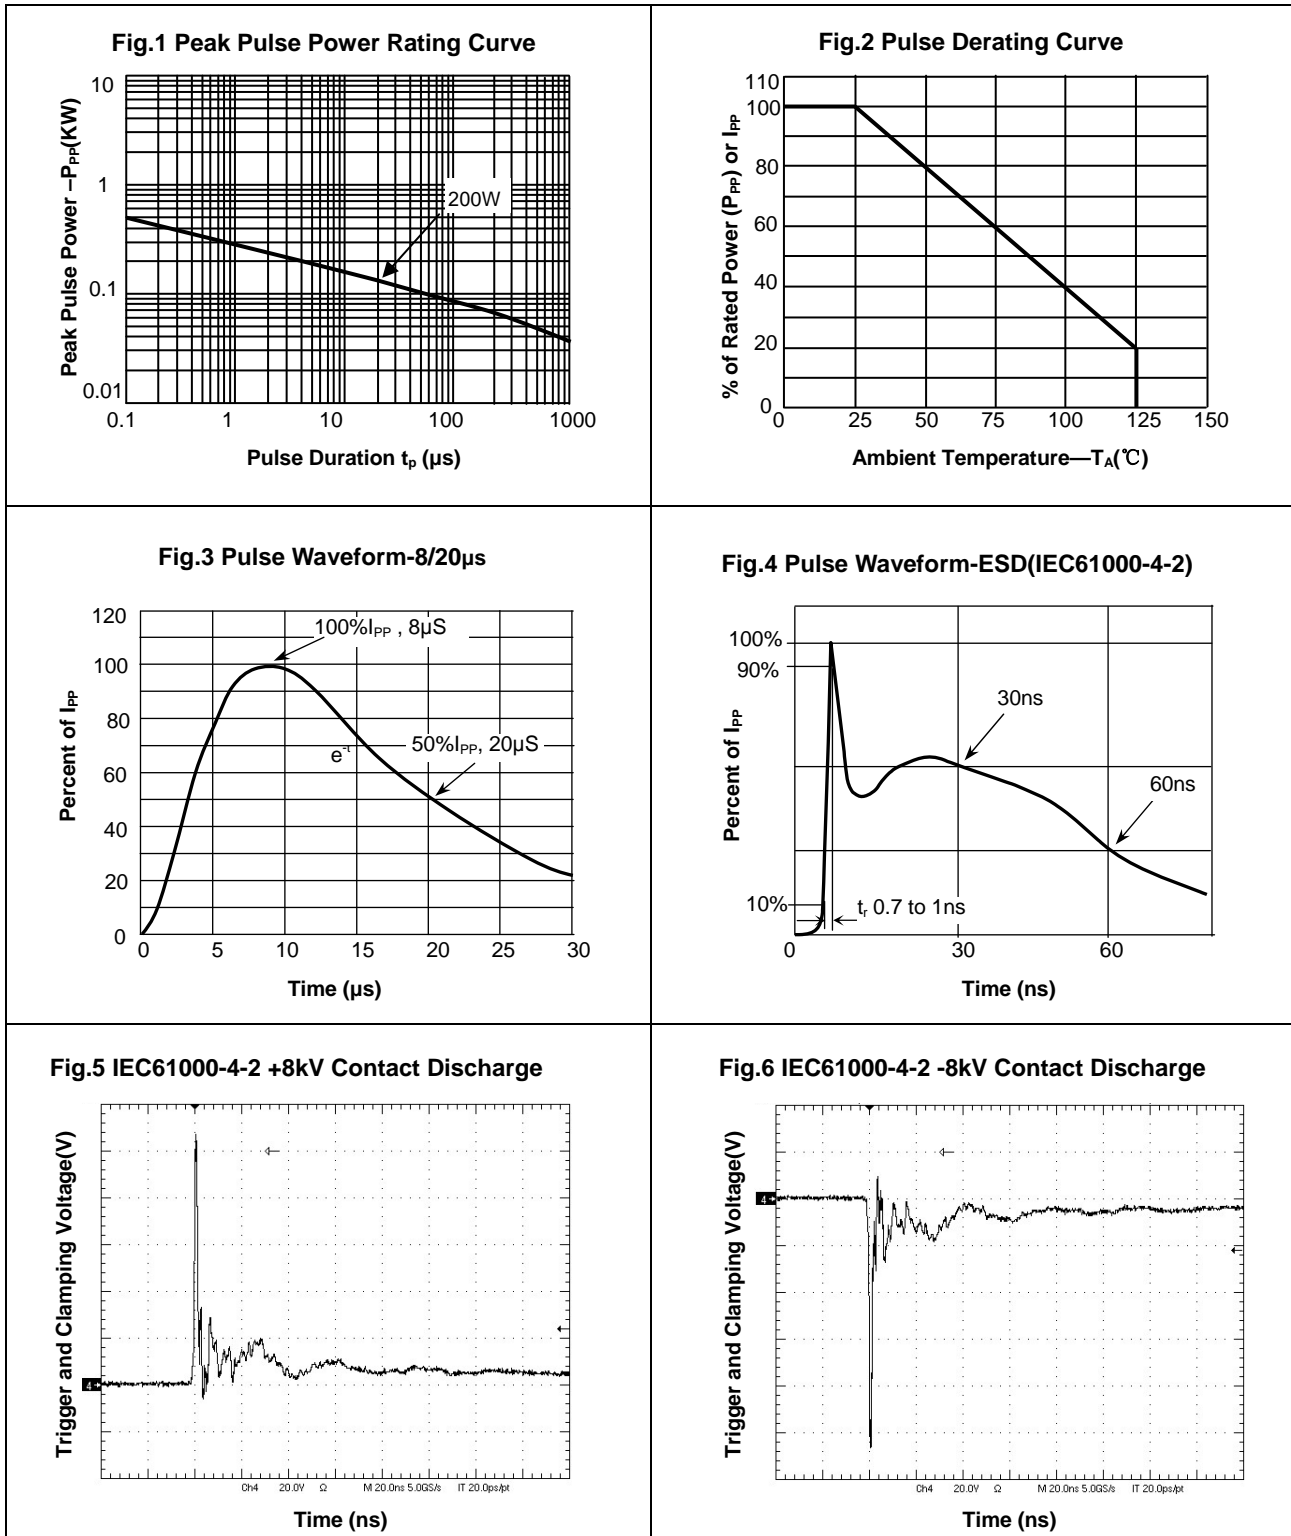 Fig.1 Peak Pulse Power Rating Curve
Peak Pulse Power –PPP(KW)
10
1
0.1
0.01
200W
0.1 1 10 100 1000
Pulse Duration tp (µs)
Fig.2 Pulse Derating Curve
% of Rated Power (PPP) or IPP
110
100
80
60
40
20
0
0 25 50 75 100 125 150
Ambient Temperature—TA(℃)
Fig.3 Pulse Waveform-8/20µs
Percent of IPP
120
100
80
60
40
20
0
100%IPP , 8µS
e-t
50%IPP, 20µS
0 5 10 15 20 25 30
Time (µs)
Fig.4 Pulse Waveform-ESD(IEC61000-4-2)
Percent of IPP
100%
90%
10%
30ns
60ns
tr 0.7 to 1ns
0 30 60
Time (ns)
Fig.5 IEC61000-4-2 +8kV Contact Discharge
Trigger and Clamping Voltage(V)
4
Ch4 20.0V Ω M 20.0ns 5.0GS/s IT 20.0ps/pt
Time (ns)
Fig.6 IEC61000-4-2 -8kV Contact Discharge
Trigger and Clamping Voltage(V)
4
Ch4 20.0V Ω M 20.0ns 5.0GS/s IT 20.0ps/pt
Time (ns)